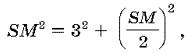 SM² = 3² + (SM/2)²,